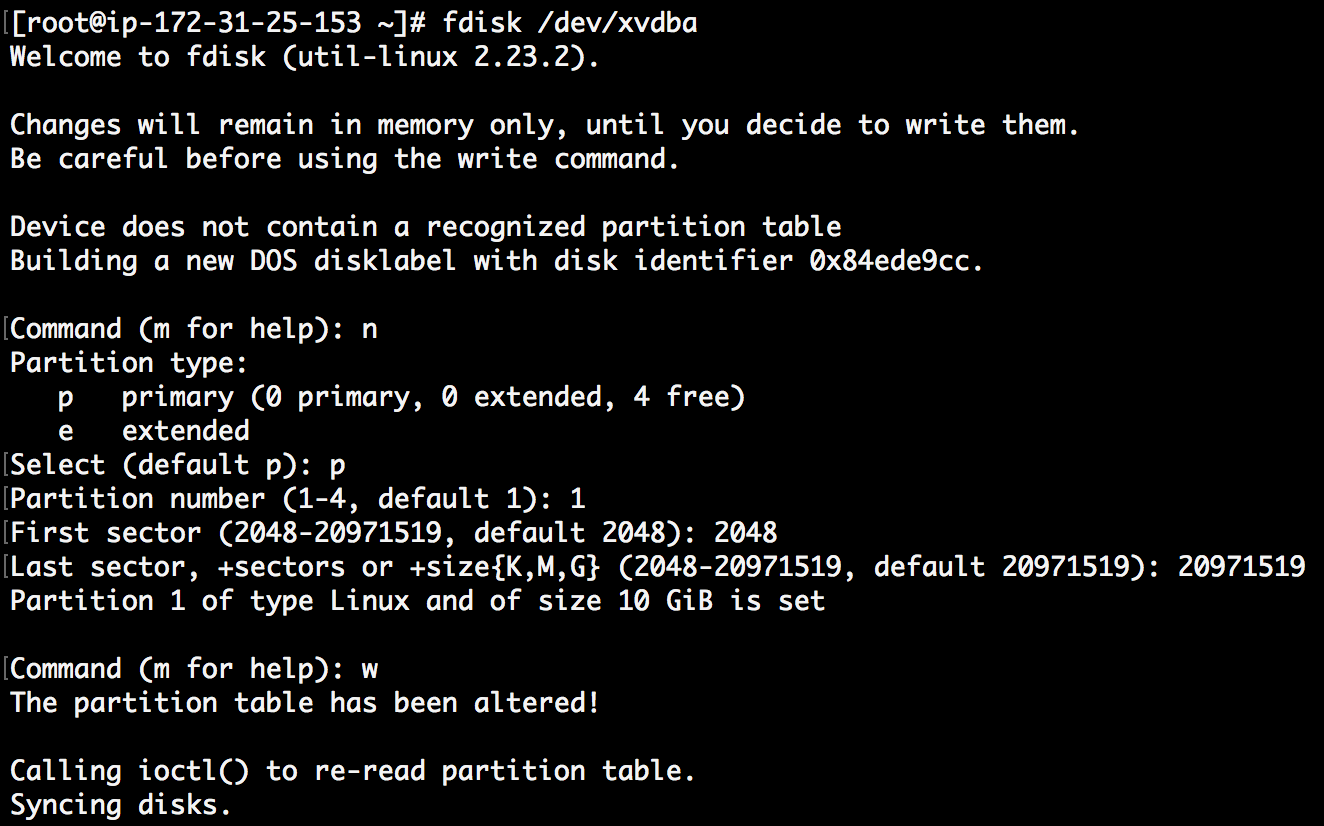 [root@ip-172-31-25-153 ~]# fdisk /dev/xvdba
Welcome to fdisk (util-linux 2.23.2).

Changes will remain in memory only, until you decide to write them.
Be careful before using the write command.

Device does not contain a recognized partition table
Building a new DOS disklabel with disk identifier 0x84ede9cc.

Command (m for help): n
Partition type:
   p   primary (0 primary, 0 extended, 4 free)
   e   extended
Select (default p): p
Partition number (1-4, default 1): 1
First sector (2048-20971519, default 2048): 2048
Last sector, +sectors or +size{K,M,G} (2048-20971519, default 20971519): 20971519
Partition 1 of type Linux and of size 10 GiB is set

Command (m for help): w
The partition table has been altered!

Calling ioctl() to re-read partition table.
Syncing disks.